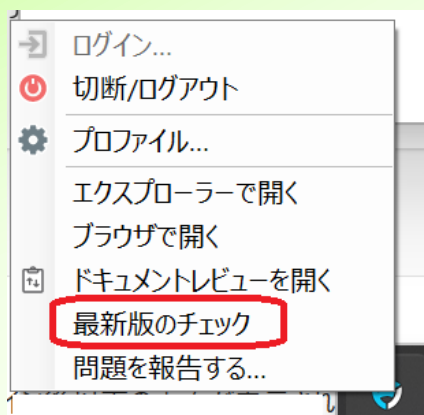 ログイン...
切断/ログアウト
プロファイル...
エクスプローラーで開く
ブラウザで開く
ドキュメントレビューを開く
最新版のチェック
問題を報告する...